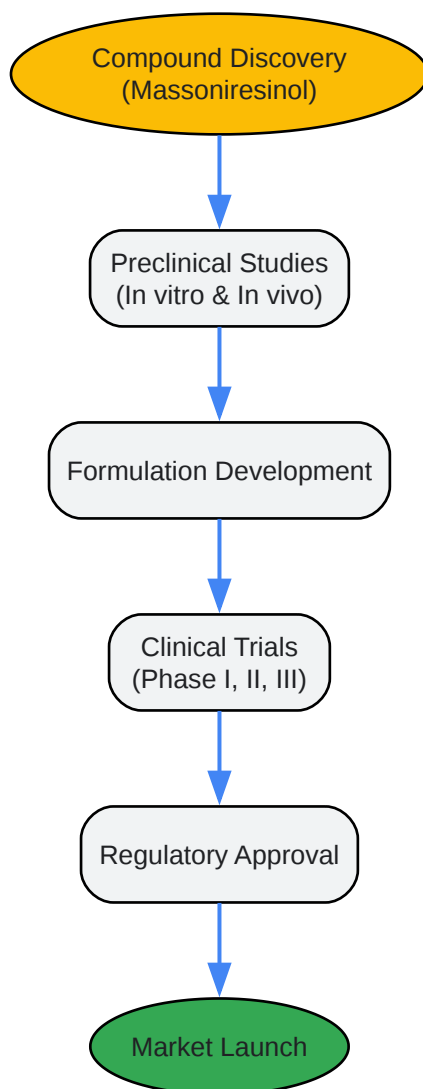 Compound Discovery
(Massoniresinol)
Preclinical Studies
(In vitro & In vivo)
Formulation Development
Clinical Trials
(Phase I, II, III)
Regulatory Approval
Market Launch